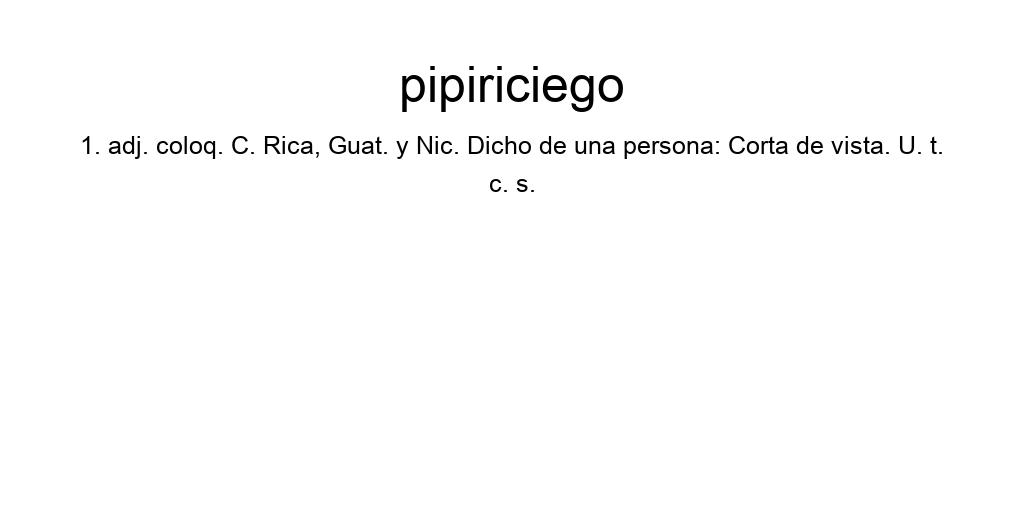 pipiriciego
1. adj. coloq. C. Rica, Guat. y Nic. Dicho de una persona: Corta de vista. U. t.
c. s.